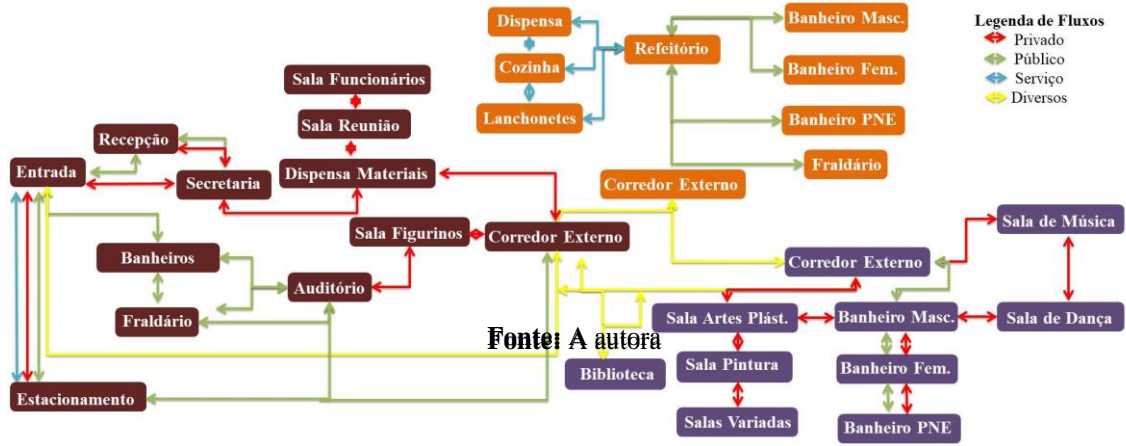 Dispensa
Cozinha
Lanchonetes
Refeitório
Banheiro Masc.
Banheiro Fem.
Banheiro PNE
Fraldário
Legenda de Fluxos
Privado
Público
Serviço
Diversos
Sala Funcionários
Sala Reunião
Dispensa Materiais
Recepção
Entrada
Secretaria
Corredor Externo
Sala Figurinos
Corredor Externo
Banheiros
Auditório
Fraldário
Estacionamento
Corredor Externo
Sala de Música
Sala Artes Plást.
Banheiro Masc.
Sala de Dança
Fonte: A autora
Biblioteca
Sala Pintura
Banheiro Fem.
Salas Variadas
Banheiro PNE